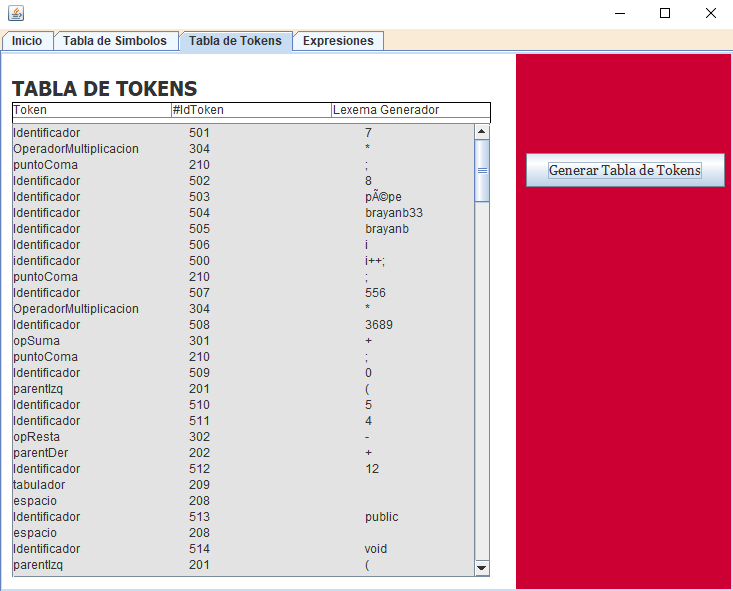 Inicio Tabla de Simbolos Tabla de Tokens Expresiones
TABLA DE TOKENS
Token #IdToken Lexema Generador
Identificador 501 7
OperadorMultiplicacion 304 *
puntoComa 210 ;
Identificador 502 8
Identificador 503 pÃ©pe
Identificador 504 brayanb33
Identificador 505 brayanb
Identificador 506 i
identificador 500 i++;
puntoComa 210 ;
Identificador 507 556
OperadorMultiplicacion 304 *
Identificador 508 3689
opSuma 301 +
puntoComa 210 ;
Identificador 509 0
parentIzq 201 (
Identificador 510 5
Identificador 511 4
opResta 302 -
parentDer 202 +
Identificador 512 12
tabulador 209
espacio 208
Identificador 513 public
espacio 208
Identificador 514 void
parentIzq 201 (
Generar Tabla de Tokens